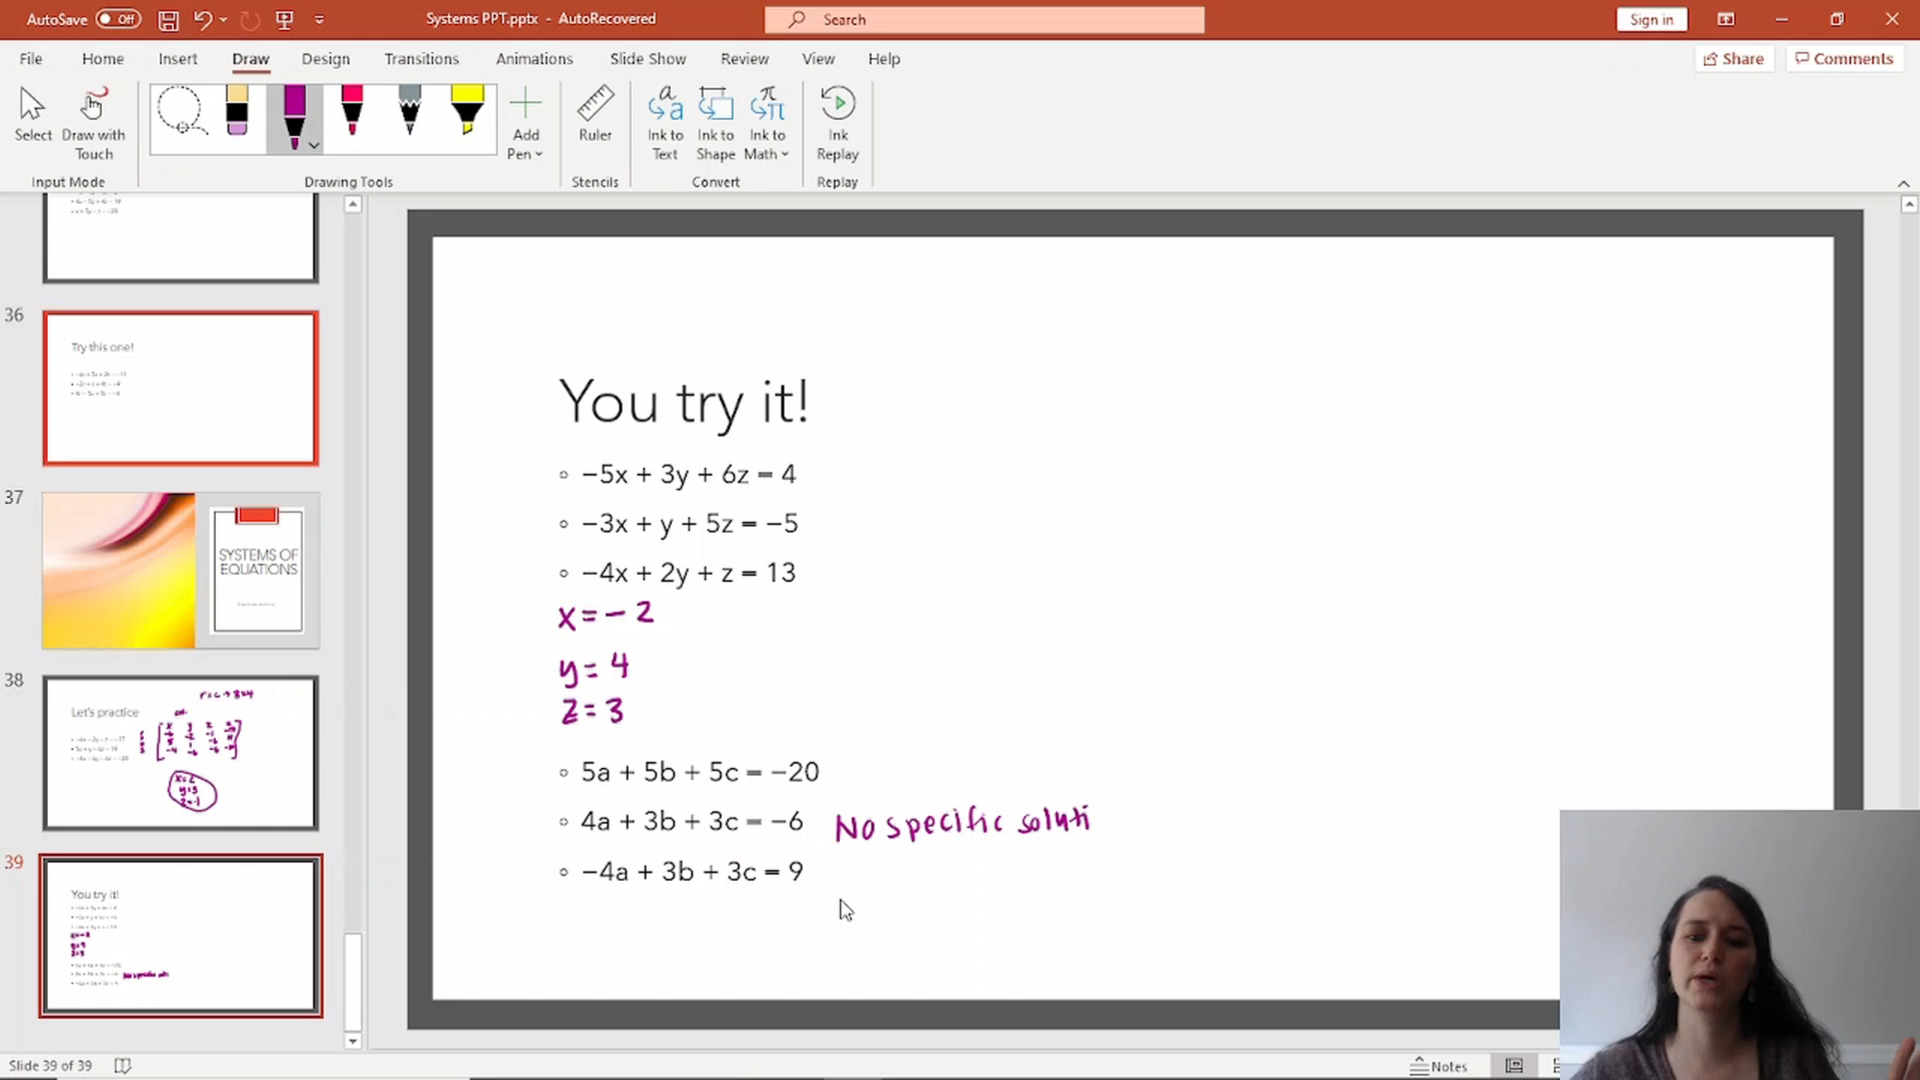 AutoSave Off
Systems PPT.pptx - AutoRecovered
Search
Sign in
File Home Insert Draw Design Transitions Animations Slide Show Review View Help
Share Comments
Select
Draw with Touch
Add Pen
Ruler
Ink to Text
Ink to Shape
Ink to Math
Ink Replay
Input Mode
Drawing Tools
Stencils
Convert
Replay
36
Try this one!
37
SYSTEMS OF
EQUATIONS
38
Let's practice
x=2
y=3
z=-1
39
You try it!
You try it!
−5x + 3y + 6z = 4
−3x + y + 5z = −5
−4x + 2y + z = 13
x = - 2
y = 4
z = 3
5a + 5b + 5c = −20
4a + 3b + 3c = −6
No specific soluti
−4a + 3b + 3c = 9
Slide 39 of 39
Notes